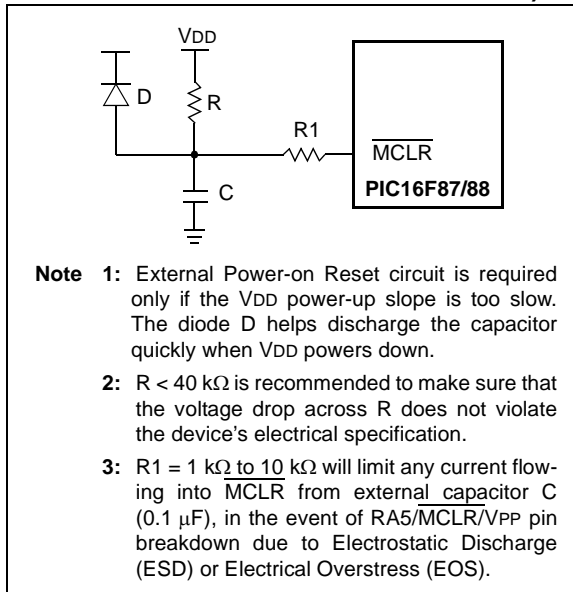 VDD
D
R
R1
MCLR
C
PIC16F87/88
Note 1: External Power-on Reset circuit is required
only if the VDD power-up slope is too slow.
The diode D helps discharge the capacitor
quickly when VDD powers down.
2: R < 40 kΩ is recommended to make sure that
the voltage drop across R does not violate
the device's electrical specification.
3: R1 = 1 kΩ to 10 kΩ will limit any current flow-
ing into MCLR from external capacitor C
(0.1 μF), in the event of RA5/MCLR/VPP pin
breakdown due to Electrostatic Discharge
(ESD) or Electrical Overstress (EOS).